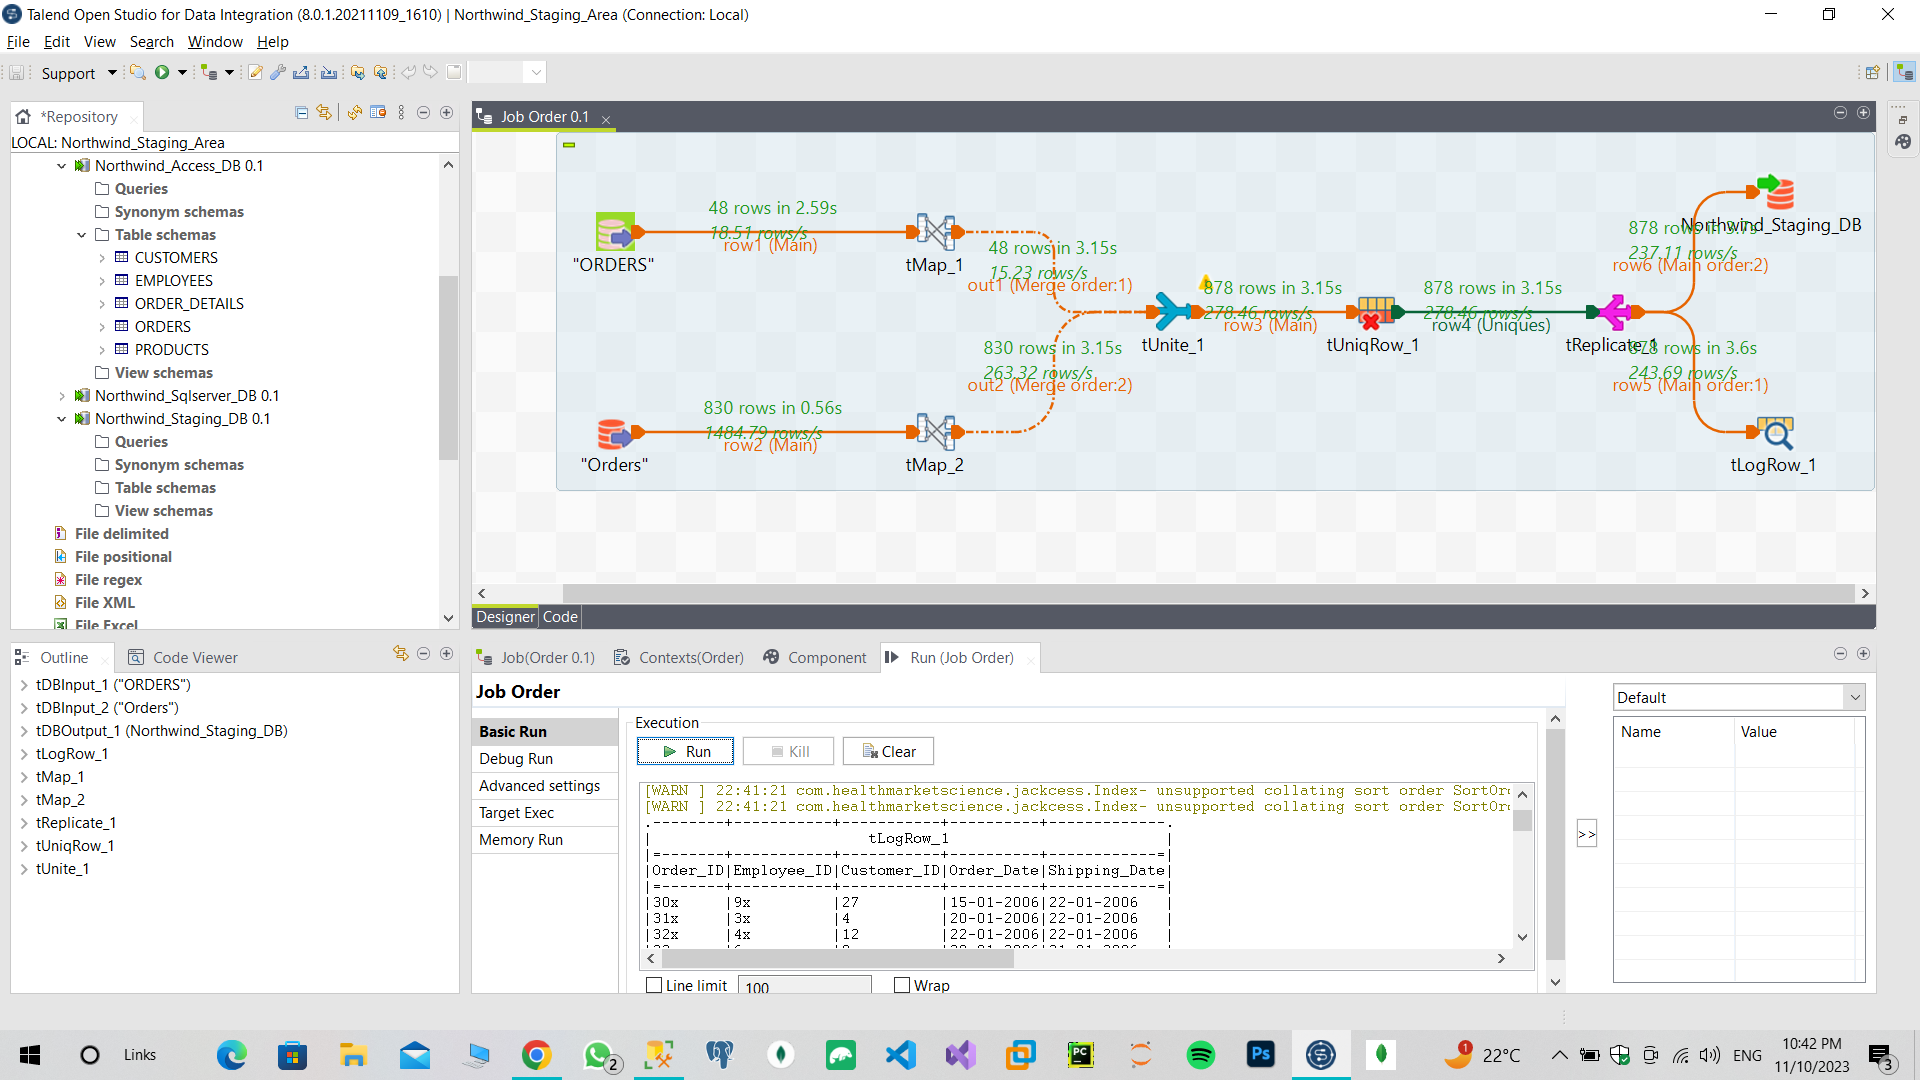 Talend Open Studio for Data Integration (8.0.1.20211109_1610) | Northwind_Staging_Area (Connection: Local)
File Edit View Search Window Help
Support
*Repository
LOCAL: Northwind_Staging_Area
Northwind_Access_DB 0.1
Queries
Synonym schemas
Table schemas
CUSTOMERS
EMPLOYEES
ORDER_DETAILS
ORDERS
PRODUCTS
View schemas
Northwind_Sqlserver_DB 0.1
Northwind_Staging_DB 0.1
Queries
Synonym schemas
Table schemas
View schemas
File delimited
File positional
File regex
File XML
File Excel
Job Order 0.1
48 rows in 2.59s
18.51 rows/s
row1 (Main)
"ORDERS"
tMap_1
48 rows in 3.15s
15.23 rows/s
out1 (Merge order:1)
830 rows in 3.15s
263.32 rows/s
out2 (Merge order:2)
830 rows in 0.56s
1484.79 rows/s
row2 (Main)
"Orders"
tMap_2
tUnite_1
878 rows in 3.15s
278.46 rows/s
row3 (Main)
tUniqRow_1
878 rows in 3.15s
278.46 rows/s
row4 (Uniques)
tReplicate_1
878 rows in 3.7s
237.11 rows/s
row6 (Main order:2)
Northwind_Staging_DB
878 rows in 3.6s
243.69 rows/s
row5 (Main order:1)
tLogRow_1
Designer Code
Outline
Code Viewer
tDBInput_1 ("ORDERS")
tDBInput_2 ("Orders")
tDBOutput_1 (Northwind_Staging_DB)
tLogRow_1
tMap_1
tMap_2
tReplicate_1
tUniqRow_1
tUnite_1
Job(Order 0.1)
Contexts(Order)
Component
Run (Job Order)
Job Order
Basic Run
Debug Run
Advanced settings
Target Exec
Memory Run
Execution
Run
Kill
Clear
[WARN ] 22:41:21 com.healthmarketscience.jackcess.Index- unsupported collating sort order SortOr
[WARN ] 22:41:21 com.healthmarketscience.jackcess.Index- unsupported collating sort order SortOr
.--------+-----------+-----------+----------+-------------.
| tLogRow_1 |
|=-------+-----------+-----------+----------+------------=|
|Order_ID|Employee_ID|Customer_ID|Order_Date|Shipping_Date|
|=-------+-----------+-----------+----------+------------=|
|30x |9x |27 |15-01-2006|22-01-2006 |
|31x |3x |4 |20-01-2006|22-01-2006 |
|32x |4x |12 |22-01-2006|22-01-2006 |
Line limit
100
Wrap
>>
Default
Name
Value
Links
2
PC
Ps
1
22°C
ENG
10:42 PM
11/10/2023
3